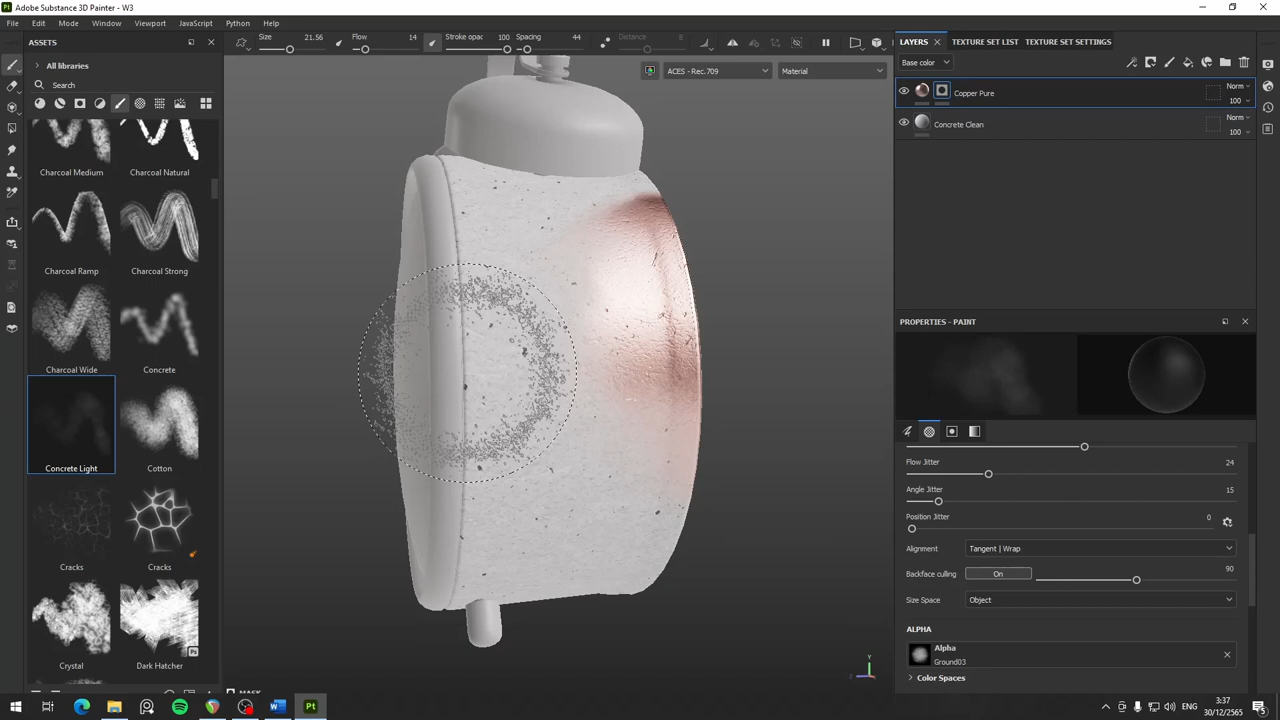 Adobe Substance 3D Painter - W3
File Edit Mode Window Viewport JavaScript Python Help
ASSETS
All libraries
Search
Charcoal Medium Charcoal Natural
Charcoal Ramp Charcoal Strong
Charcoal Wide Concrete
Concrete Light Cotton
Cracks Cracks
Crystal Dark Hatcher
Size 21.56 Flow 14 Stroke opac 100 Spacing 44 Distance 8
ACES - Rec.709 Material
MASK
Y
LAYERS TEXTURE SET LIST TEXTURE SET SETTINGS
Base color
Copper Pure Norm
100
Concrete Clean Norm
100
PROPERTIES - PAINT
Flow Jitter 24
Angle Jitter 15
Position Jitter 0
Alignment Tangent | Wrap
Backface culling On 90
Size Space Object
ALPHA
Alpha
Ground03
Color Spaces
ENG 3:37
30/12/2565